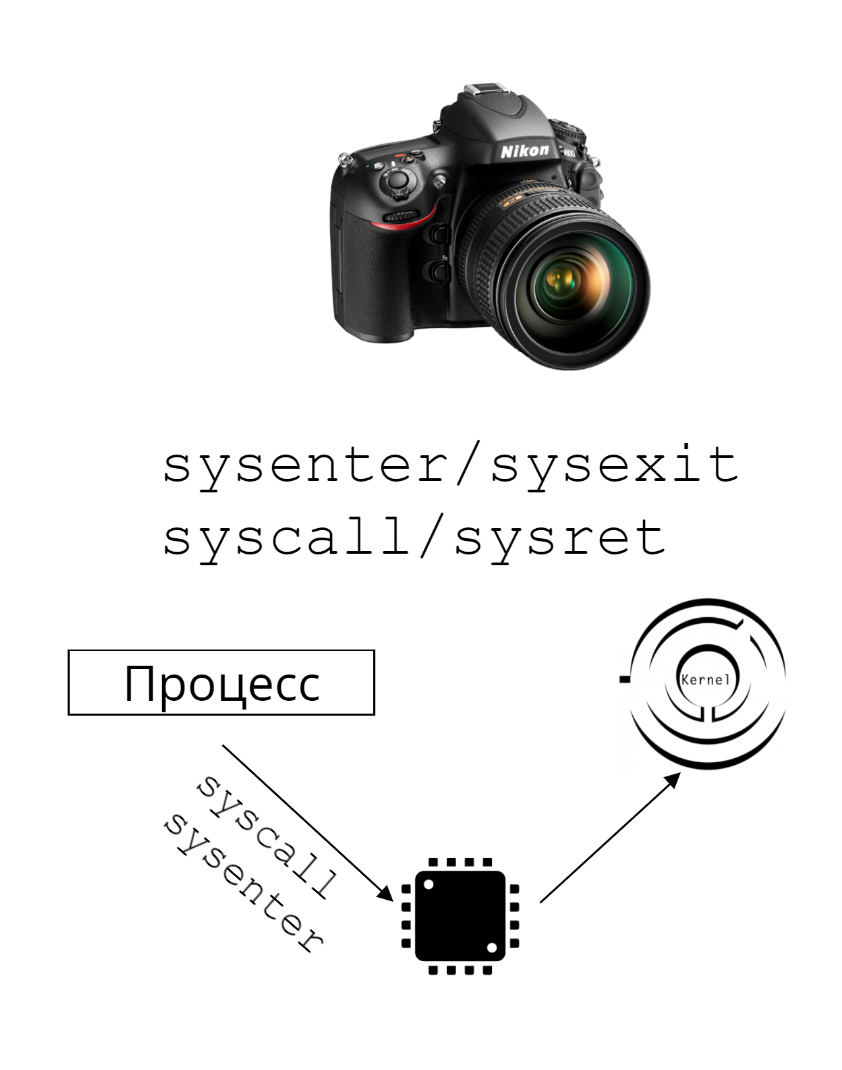 Nikon
sysenter/sysexit
syscall/sysret
Kernel
Процесс
syscall
sysenter